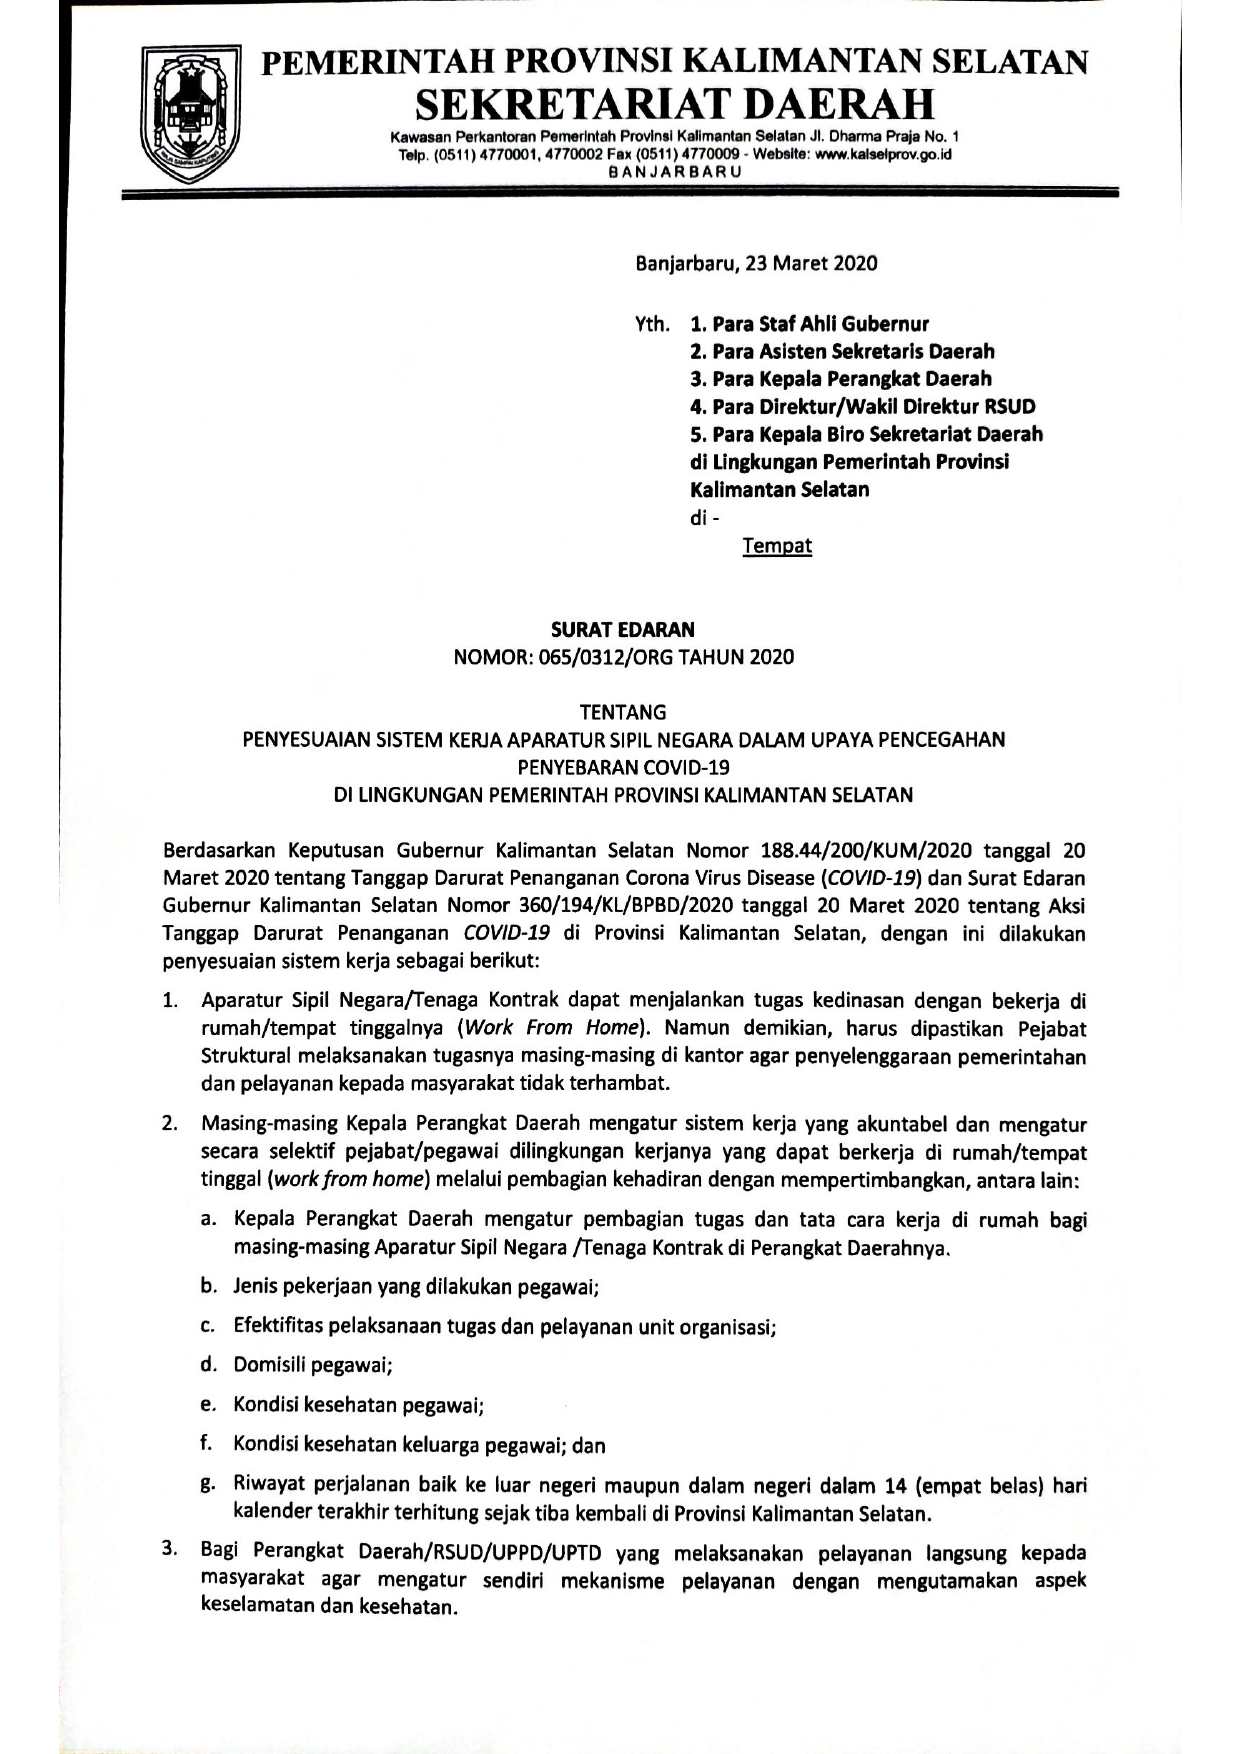 PEMERINTAH PROVINSI KALIMANTAN SELATAN
SEKRETARIAT DAERAH
Kawasan Perkantoran Pemerintah Provinsi Kalimantan Selatan Jl. Dharma Praja No. 1
Telp. (0511) 4770001, 4770002 Fax (0511) 4770009 - Website: www.kalselprov.go.id
BANJARBARU
Banjarbaru, 23 Maret 2020
Yth. 1. Para Staf Ahli Gubernur
2. Para Asisten Sekretaris Daerah
3. Para Kepala Perangkat Daerah
4. Para Direktur/Wakil Direktur RSUD
5. Para Kepala Biro Sekretariat Daerah
di Lingkungan Pemerintah Provinsi
Kalimantan Selatan
di -
Tempat
SURAT EDARAN
NOMOR: 065/0312/ORG TAHUN 2020
TENTANG
PENYESUAIAN SISTEM KERJA APARATUR SIPIL NEGARA DALAM UPAYA PENCEGAHAN
PENYEBARAN COVID-19
DI LINGKUNGAN PEMERINTAH PROVINSI KALIMANTAN SELATAN
Berdasarkan Keputusan Gubernur Kalimantan Selatan Nomor 188.44/200/KUM/2020 tanggal 20
Maret 2020 tentang Tanggap Darurat Penanganan Corona Virus Disease (COVID-19) dan Surat Edaran
Gubernur Kalimantan Selatan Nomor 360/194/KL/BPBD/2020 tanggal 20 Maret 2020 tentang Aksi
Tanggap Darurat Penanganan COVID-19 di Provinsi Kalimantan Selatan, dengan ini dilakukan
penyesuaian sistem kerja sebagai berikut:
1. Aparatur Sipil Negara/Tenaga Kontrak dapat menjalankan tugas kedinasan dengan bekerja di
rumah/tempat tinggalnya (Work From Home). Namun demikian, harus dipastikan Pejabat
Struktural melaksanakan tugasnya masing-masing di kantor agar penyelenggaraan pemerintahan
dan pelayanan kepada masyarakat tidak terhambat.
2. Masing-masing Kepala Perangkat Daerah mengatur sistem kerja yang akuntabel dan mengatur
secara selektif pejabat/pegawai dilingkungan kerjanya yang dapat berkerja di rumah/tempat
tinggal (work from home) melalui pembagian kehadiran dengan mempertimbangkan, antara lain:
a. Kepala Perangkat Daerah mengatur pembagian tugas dan tata cara kerja di rumah bagi
masing-masing Aparatur Sipil Negara /Tenaga Kontrak di Perangkat Daerahnya.
b. Jenis pekerjaan yang dilakukan pegawai;
c. Efektifitas pelaksanaan tugas dan pelayanan unit organisasi;
d. Domisili pegawai;
e. Kondisi kesehatan pegawai;
f. Kondisi kesehatan keluarga pegawai; dan
g. Riwayat perjalanan baik ke luar negeri maupun dalam negeri dalam 14 (empat belas) hari
kalender terakhir terhitung sejak tiba kembali di Provinsi Kalimantan Selatan.
3. Bagi Perangkat Daerah/RSUD/UPPD/UPTD yang melaksanakan pelayanan langsung kepada
masyarakat agar mengatur sendiri mekanisme pelayanan dengan mengutamakan aspek
keselamatan dan kesehatan.